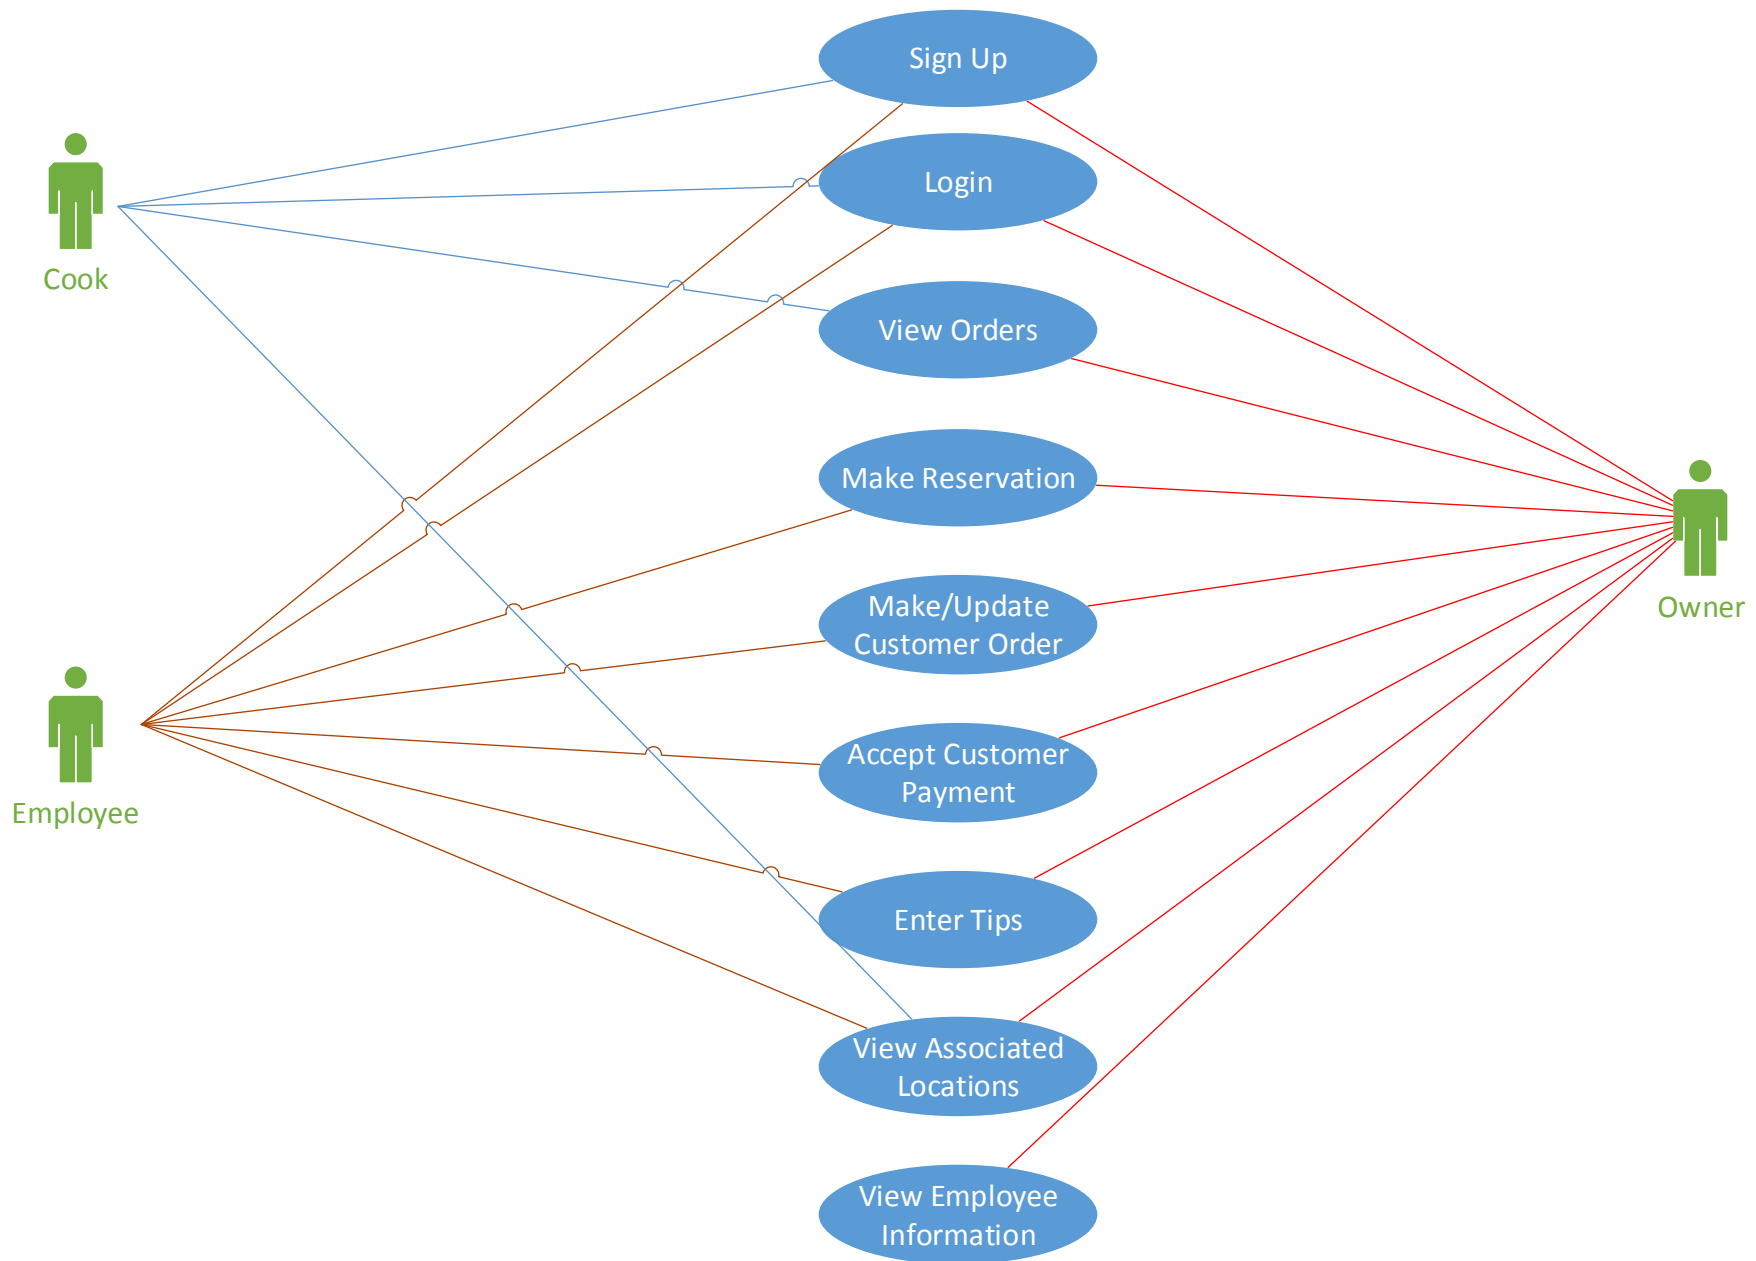 Sign Up
Login
Cook
View Orders
Make Reservation
Make/Update
Customer Order
Owner
Accept Customer
Payment
Employee
Enter Tips
View Associated
Locations
View Employee
Information